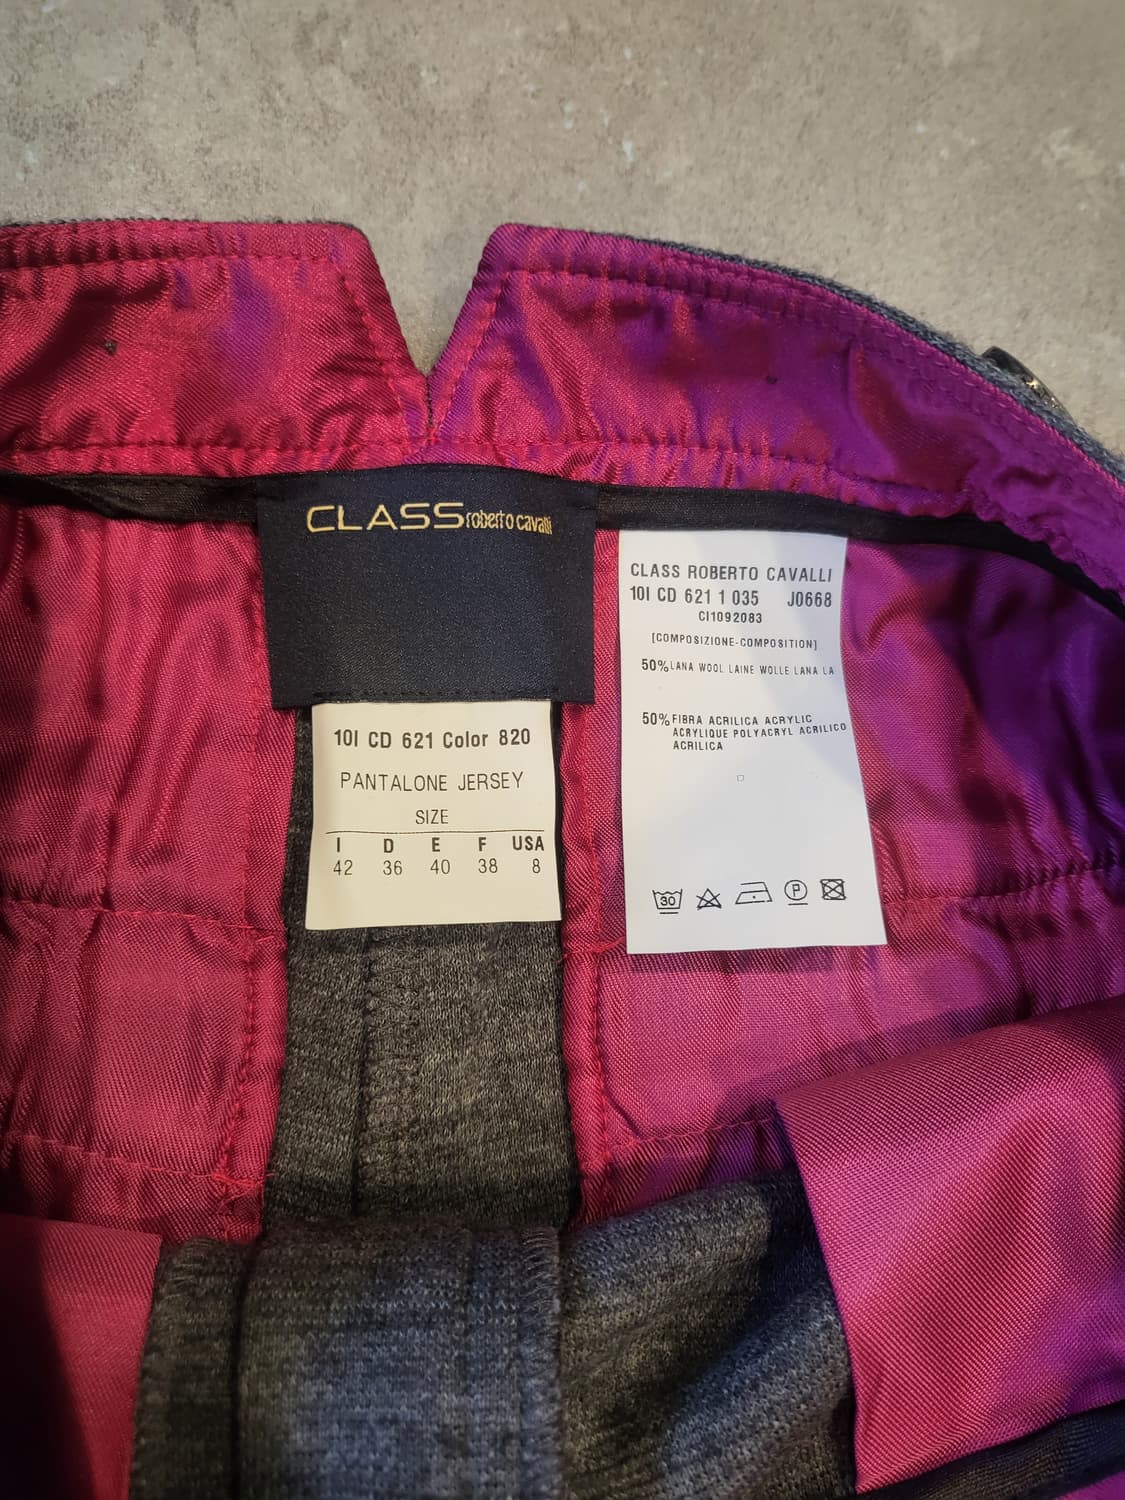 CLASS roberto cavalli
10I CD 621 Color 820
PANTALONE JERSEY
SIZE
I D E F USA
42 36 40 38 8
CLASS ROBERTO CAVALLI
10I CD 621 1 035 J0668
CI1092083
[COMPOSIZIONE-COMPOSITION]
50% LANA WOOL LAINE WOLLE LANA LA
50% FIBRA ACRILICA ACRYLIC
ACRYLIQUE POLYACRYL ACRILICO
ACRILICA
30 P